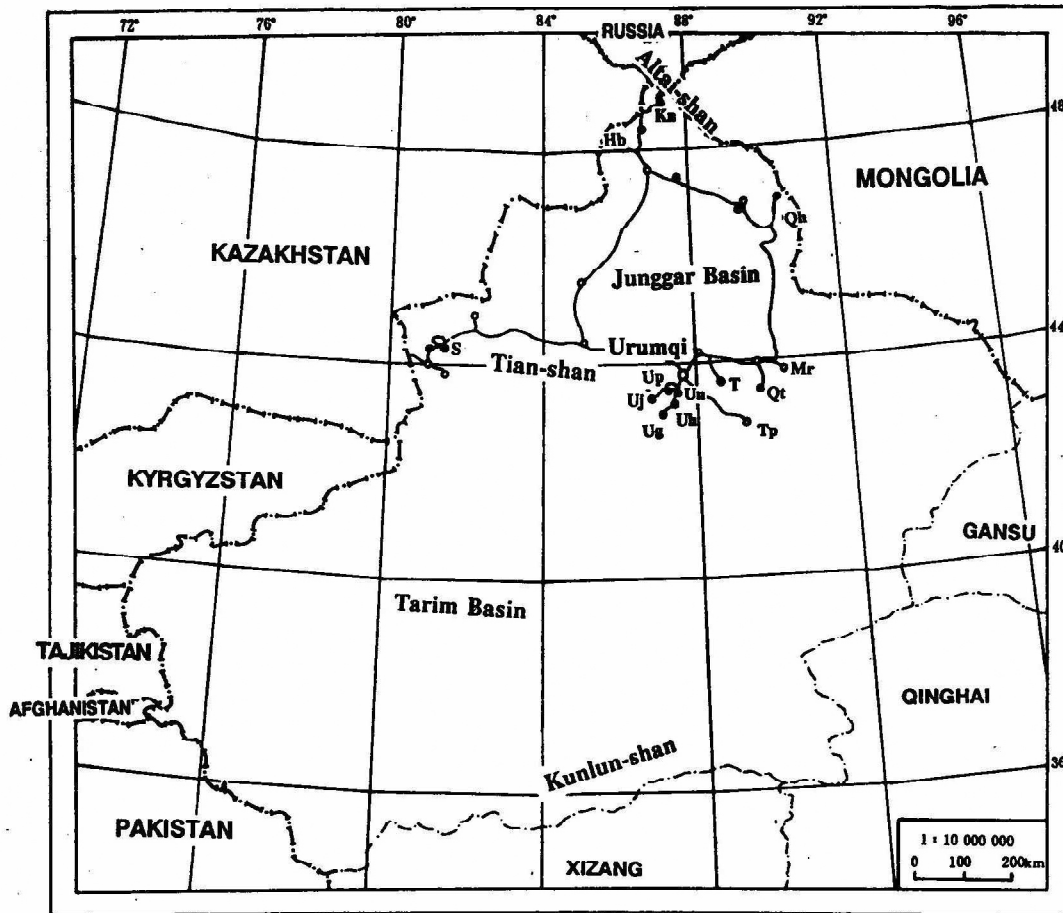 72° 76° 80° 84° 88° 92° 96°
RUSSIA
Altai-shan
Kn
48
Hb
MONGOLIA
Qh
KAZAKHSTAN
Junggar Basin
44
S
Urumqi
Tian-shan
Up
Mr
Uj
Un
T
Qt
Ug
Uh
Tp
KYRGYZSTAN
GANSU
40
Tarim Basin
TAJIKISTAN
QINGHAI
AFGHANISTAN
Kunlun-shan
36
PAKISTAN
1 : 10 000 000
0 100 200km
XIZANG